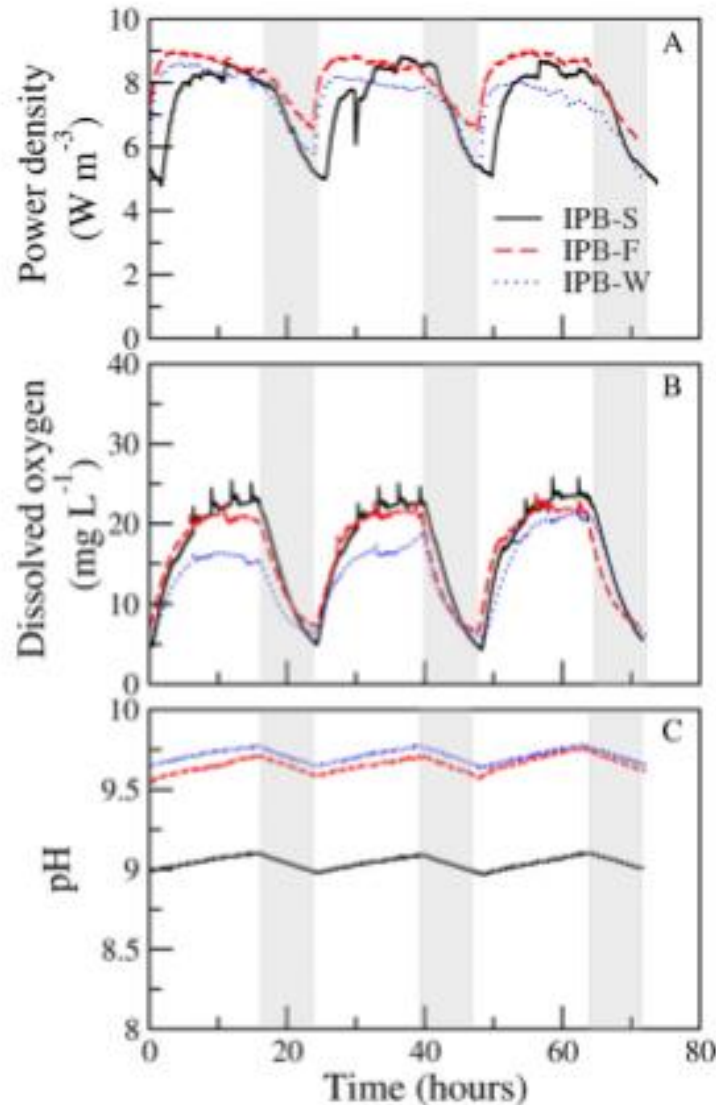 A
Power density
(W m-3)
10
8
6
4
2
0
IPB-S
IPB-F
IPB-W
B
Dissolved oxygen
(mg L-1)
40
30
20
10
0
C
pH
10
9.5
9
8.5
8
0 20 40 60 80
Time (hours)